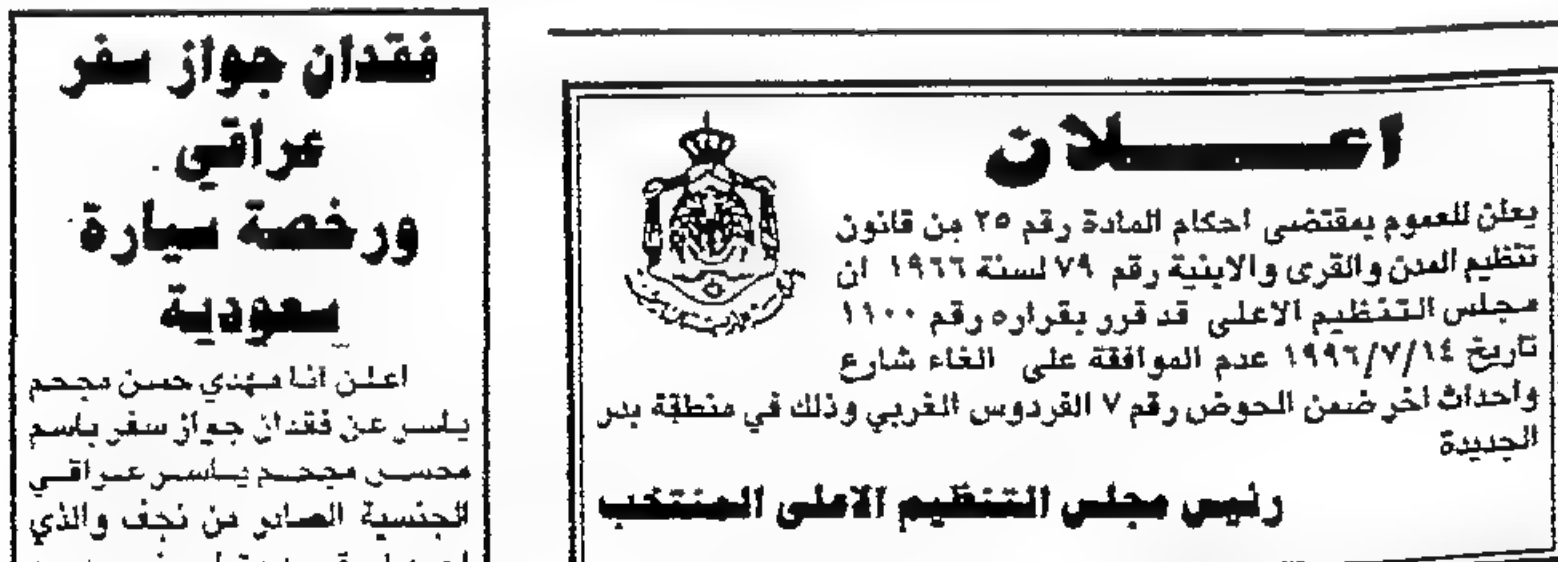 اعـــــلان
يعلن للعموم بمقتضى احكام المادة رقم ٢٥ من قانون
تنظيم المدن والقرى والابنية رقم ٧٩ لسنة ١٩٦٦ ان
مجلس التنظيم الاعلى قد قرر بقراره رقم ١١٠٠
تاريخ ١٩٩٦/٧/١٤ عدم الموافقة على الغاء شارع
واحداث اخر ضمن الحوض رقم ٧ الفردوس الغربي وذلك في منطقة بدر
الجديدة
رئيس مجلس التنظيم الاعلى المنتخب
فقدان جواز سفر
عراقي
ورخصة سيارة
سعودية
اعلن انا مهدي حسن مجحم
ياسر عن فقدان جواز سفر باسم
محسن مجحم ياسر عراقي
الجنسية الصادر من نجف والذي